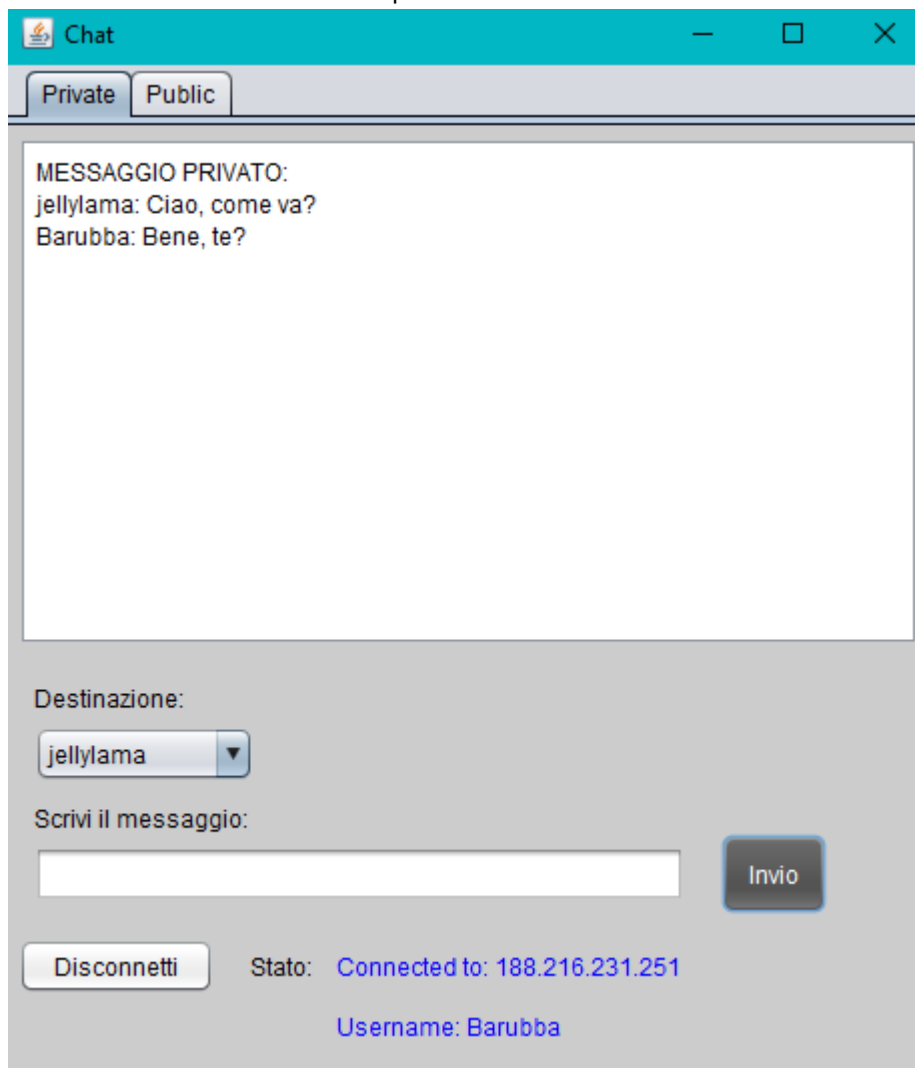 Chat
Private Public
MESSAGGIO PRIVATO:
jellylama: Ciao, come va?
Barubba: Bene, te?
Destinazione:
jellylama
Scrivi il messaggio:
Invio
Disconnetti Stato: Connected to: 188.216.231.251
Username: Barubba